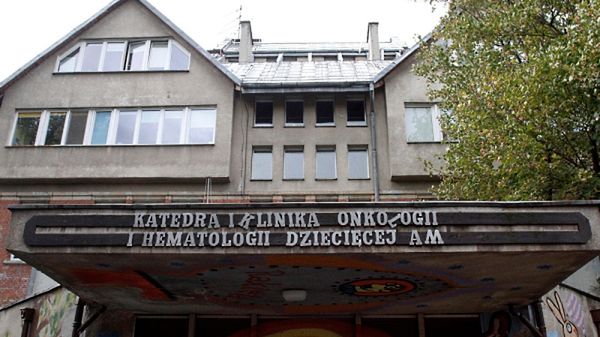 KATEDRA I KLINIKA ONKOLOGII
I HEMATOLOGII DZIECIĘCEJ AM